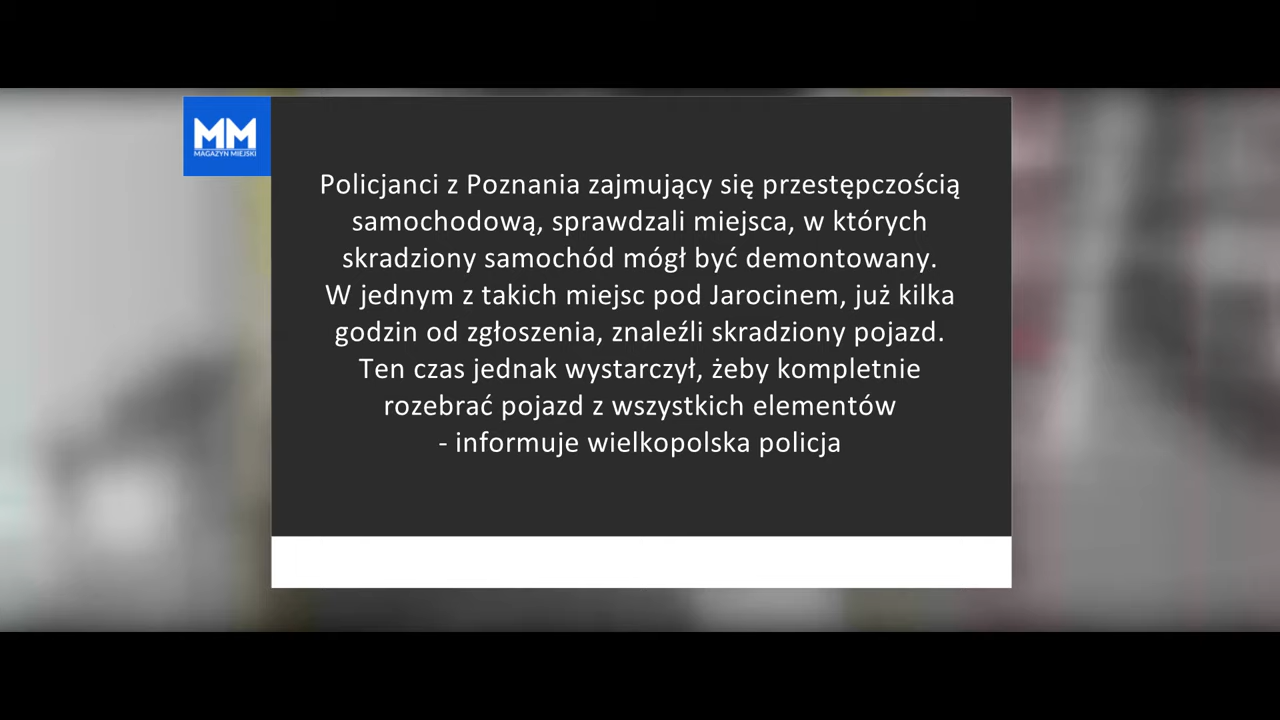 MM
MAGAZYN MIEJSKI
Policjanci z Poznania zajmujący się przestępczością
samochodową, sprawdzali miejsca, w których
skradziony samochód mógł być demontowany.
W jednym z takich miejsc pod Jarocinem, już kilka
godzin od zgłoszenia, znaleźli skradziony pojazd.
Ten czas jednak wystarczył, żeby kompletnie
rozebrać pojazd z wszystkich elementów
- informuje wielkopolska policja